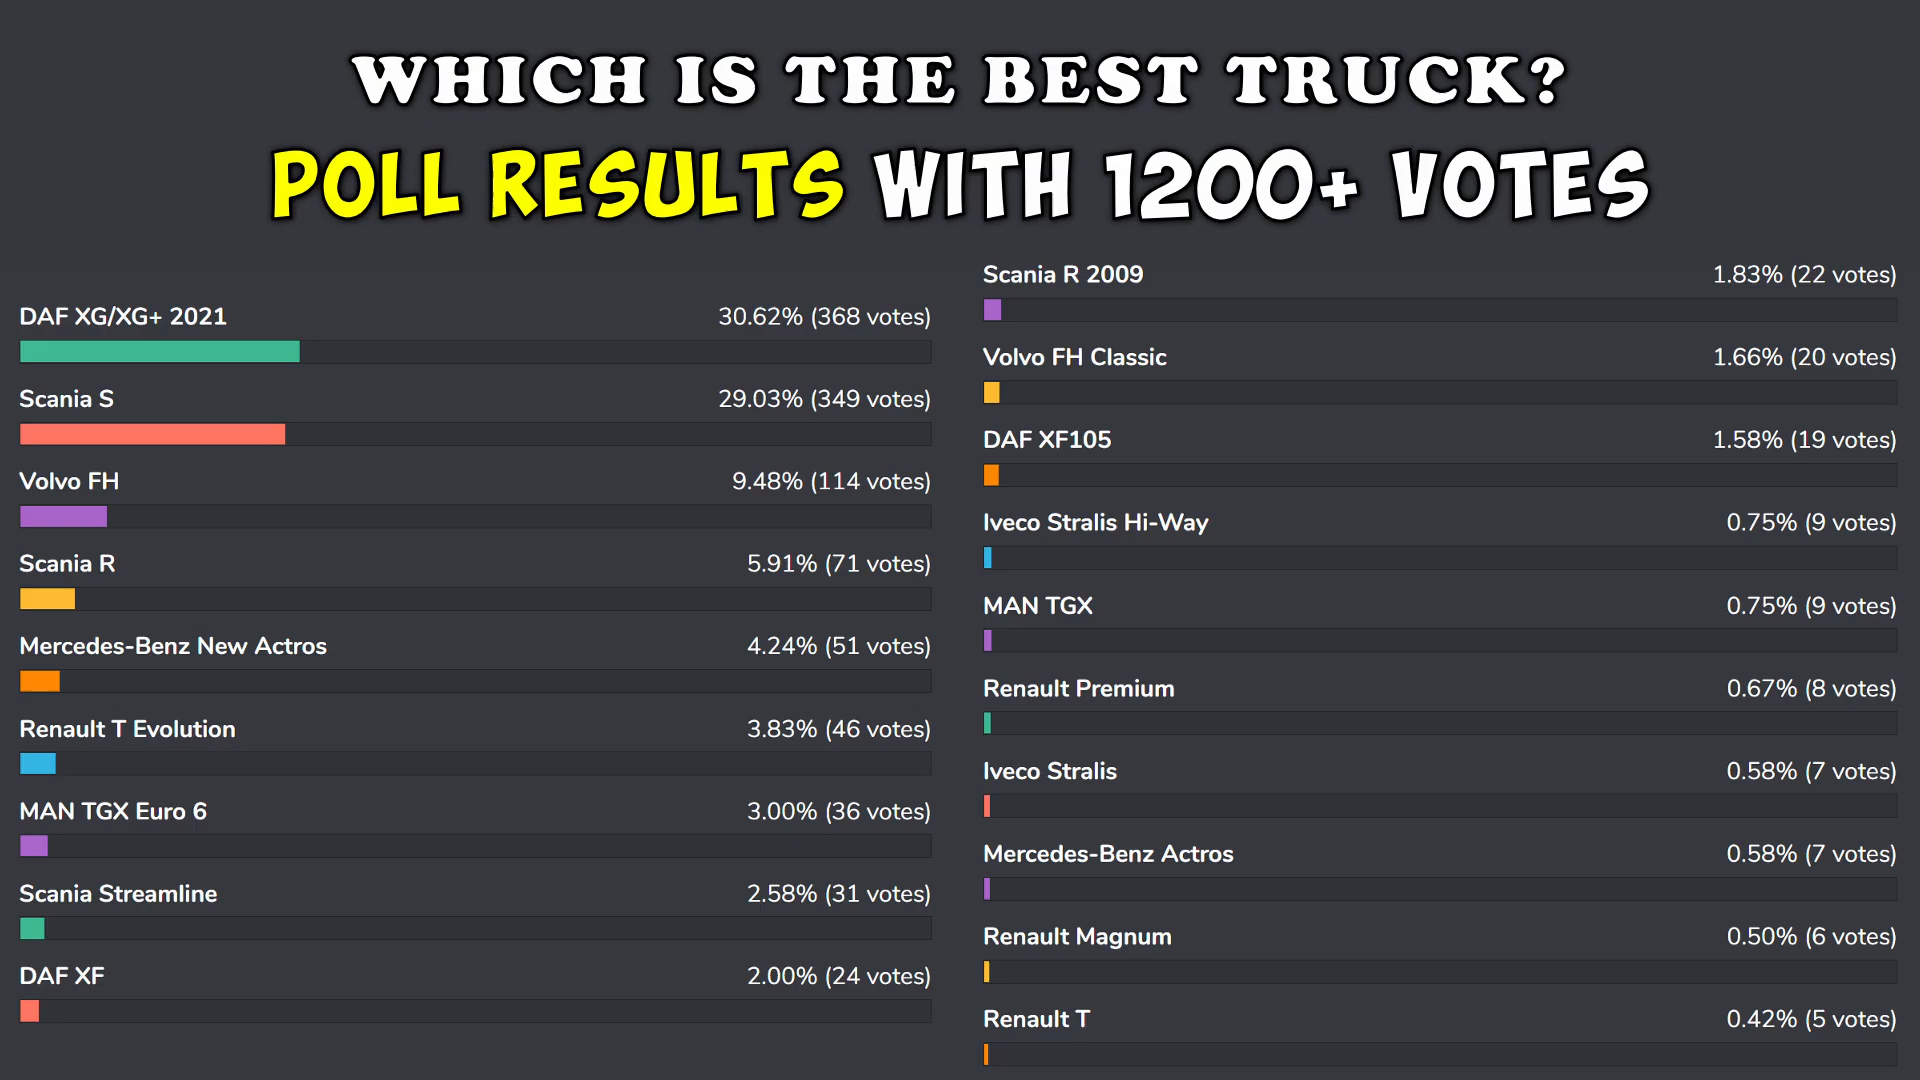 WHICH IS THE BEST TRUCK?
POLL RESULTS WITH 1200+ VOTES
DAF XG/XG+ 2021 30.62% (368 votes)
Scania S 29.03% (349 votes)
Volvo FH 9.48% (114 votes)
Scania R 5.91% (71 votes)
Mercedes-Benz New Actros 4.24% (51 votes)
Renault T Evolution 3.83% (46 votes)
MAN TGX Euro 6 3.00% (36 votes)
Scania Streamline 2.58% (31 votes)
DAF XF 2.00% (24 votes)
Scania R 2009 1.83% (22 votes)
Volvo FH Classic 1.66% (20 votes)
DAF XF105 1.58% (19 votes)
Iveco Stralis Hi-Way 0.75% (9 votes)
MAN TGX 0.75% (9 votes)
Renault Premium 0.67% (8 votes)
Iveco Stralis 0.58% (7 votes)
Mercedes-Benz Actros 0.58% (7 votes)
Renault Magnum 0.50% (6 votes)
Renault T 0.42% (5 votes)